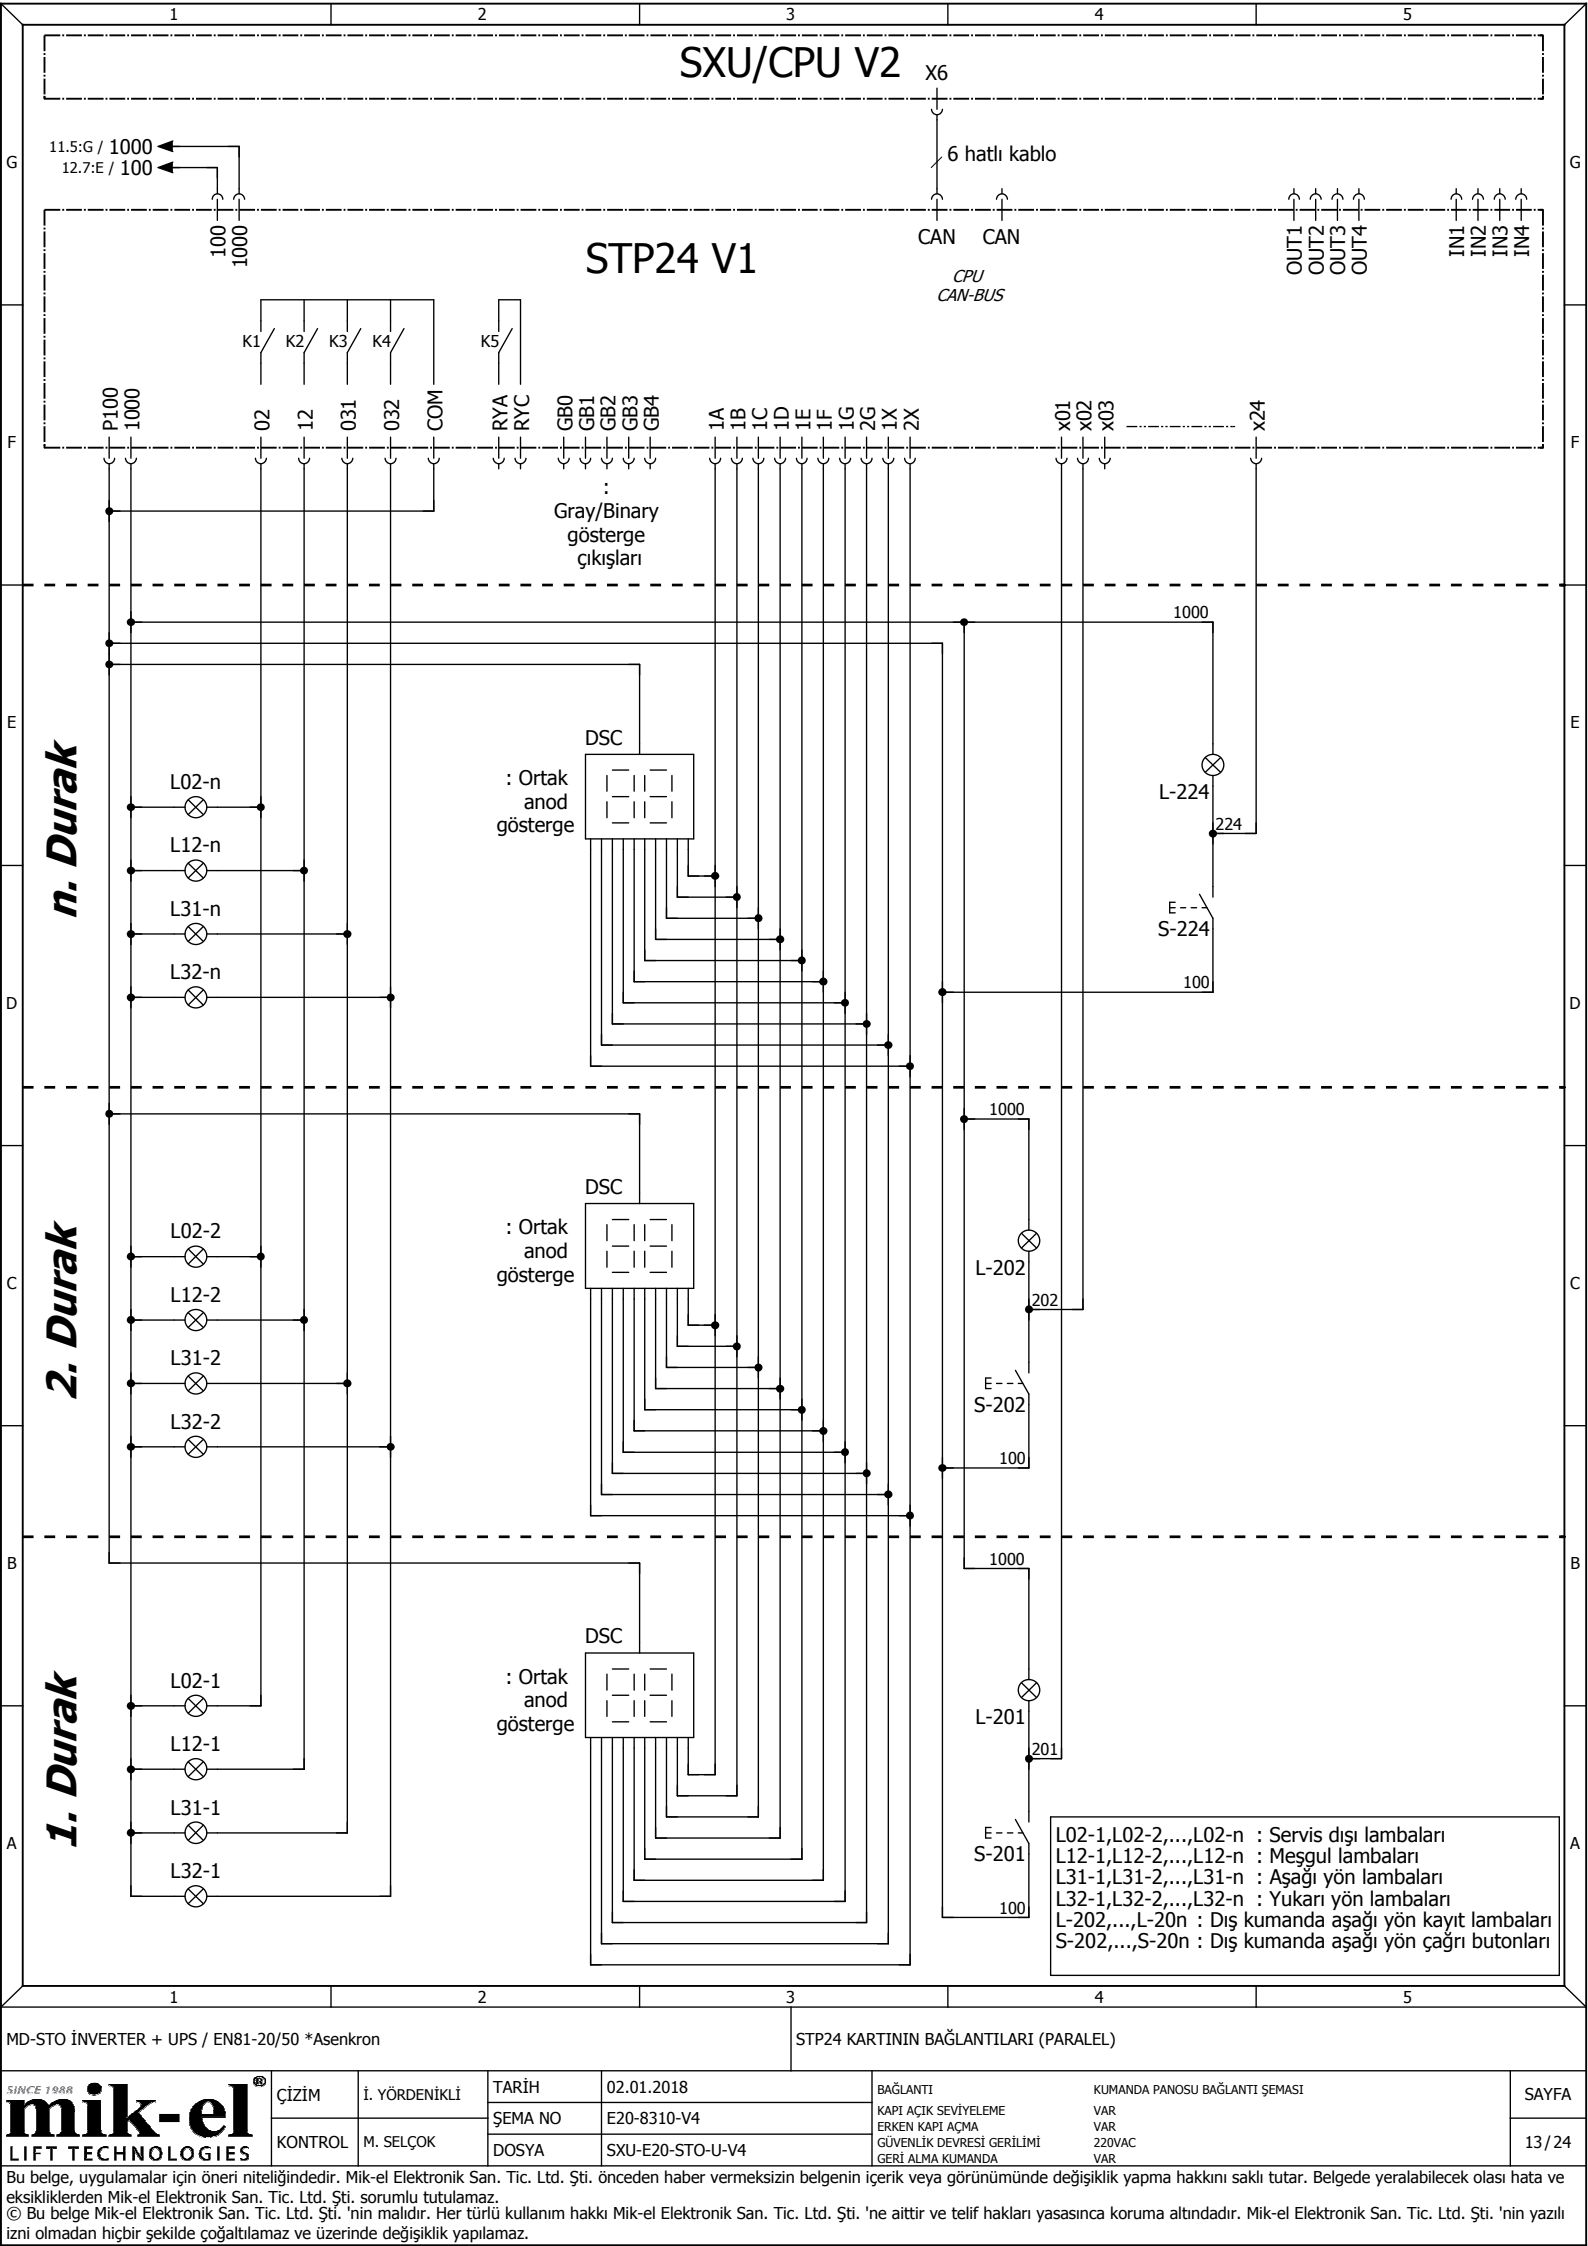 1 2 3 4 5
SXU/CPU V2
X6
11.5:G / 1000
12.7:E / 100
6 hatlı kablo
G G
100
1000
STP24 V1
CAN CAN
CPU
CAN-BUS
OUT1
OUT2
OUT3
OUT4
IN1
IN2
IN3
IN4
K1 K2 K3 K4 K5
P100
1000
02
12
031
032
COM
RYA
RYC
GB0
GB1
GB2
GB3
GB4
1A
1B
1C
1D
1E
1F
1G
2G
1X
2X
x01
x02
x03
x24
F F
:
Gray/Binary
gösterge
çıkışları
1000
E E
n. Durak
DSC
: Ortak
anod
gösterge
L02-n
L12-n
L31-n
L32-n
L-224
224
E
S-224
100
D D
1000
2. Durak
DSC
: Ortak
anod
gösterge
L02-2
L12-2
L31-2
L32-2
L-202
202
E
S-202
100
C C
B B
1000
1. Durak
DSC
: Ortak
anod
gösterge
L02-1
L12-1
L31-1
L32-1
L-201
201
E
S-201
100
A A
L02-1,L02-2,...,L02-n : Servis dışı lambaları
L12-1,L12-2,...,L12-n : Meşgul lambaları
L31-1,L31-2,...,L31-n : Aşağı yön lambaları
L32-1,L32-2,...,L32-n : Yukarı yön lambaları
L-202,...,L-20n : Dış kumanda aşağı yön kayıt lambaları
S-202,...,S-20n : Dış kumanda aşağı yön çağrı butonları
1 2 3 4 5
MD-STO İNVERTER + UPS / EN81-20/50 *Asenkron
STP24 KARTININ BAĞLANTILARI (PARALEL)
SINCE 1988
mik-el®
LIFT TECHNOLOGIES
ÇİZİM İ. YÖRDENİKLİ
KONTROL M. SELÇOK
TARİH 02.01.2018
ŞEMA NO E20-8310-V4
DOSYA SXU-E20-STO-U-V4
BAĞLANTI KUMANDA PANOSU BAĞLANTI ŞEMASI
KAPI AÇIK SEVİYELEME VAR
ERKEN KAPI AÇMA VAR
GÜVENLİK DEVRESİ GERİLİMİ 220VAC
GERİ ALMA KUMANDA VAR
SAYFA
13/24
Bu belge, uygulamalar için öneri niteliğindedir. Mik-el Elektronik San. Tic. Ltd. Şti. önceden haber vermeksizin belgenin içerik veya görünümünde değişiklik yapma hakkını saklı tutar. Belgede yeralabilecek olası hata ve
eksikliklerden Mik-el Elektronik San. Tic. Ltd. Şti. sorumlu tutulamaz.
© Bu belge Mik-el Elektronik San. Tic. Ltd. Şti. 'nin malıdır. Her türlü kullanım hakkı Mik-el Elektronik San. Tic. Ltd. Şti. 'ne aittir ve telif hakları yasasınca koruma altındadır. Mik-el Elektronik San. Tic. Ltd. Şti. 'nin yazılı
izni olmadan hiçbir şekilde çoğaltılamaz ve üzerinde değişiklik yapılamaz.